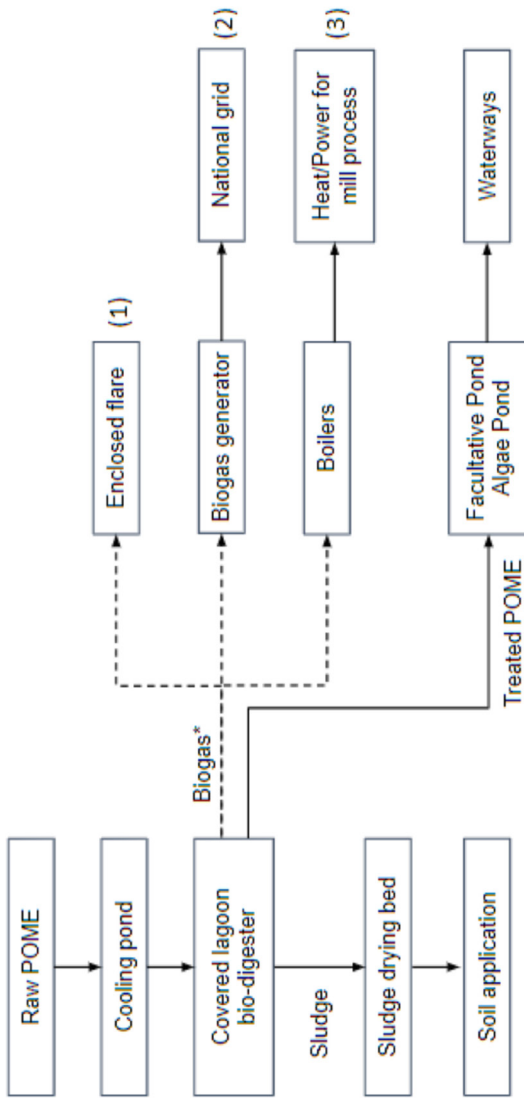 Raw POME
Cooling pond
Covered lagoon
bio-digester
Sludge
Sludge drying bed
Soil application
Biogas*
Enclosed flare
(1)
Biogas generator
National grid
(2)
Boilers
Heat/Power for
mill process
(3)
Treated POME
Facultative Pond
Algae Pond
Waterways